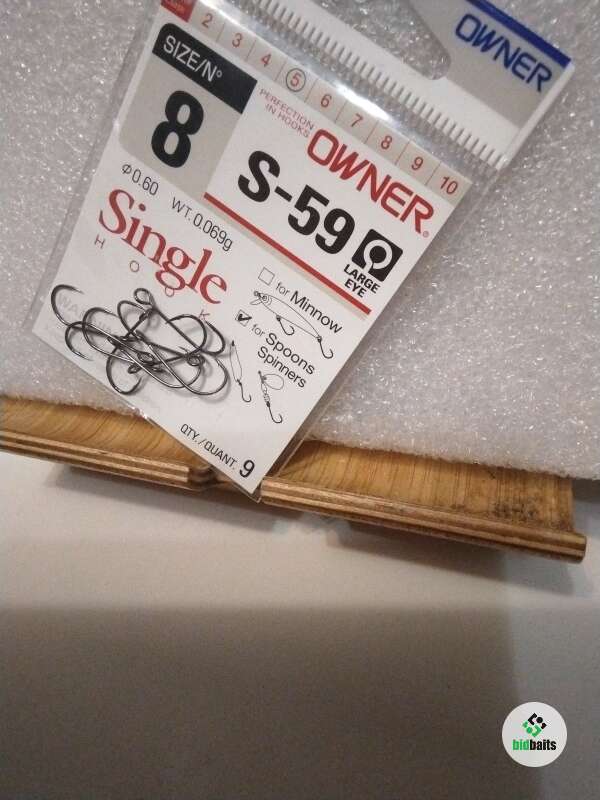 2 3 4 5 6 7 8 9 10
OWNER
SIZE/N°
8
PERFECTION
IN HOOKS
OWNER®
S-59
LARGE
EYE
Φ0.60 WT. 0.069g
Single
HOOK
for Minnow
for Spoons
Spinners
QTY./QUANT. 9
bidbaits